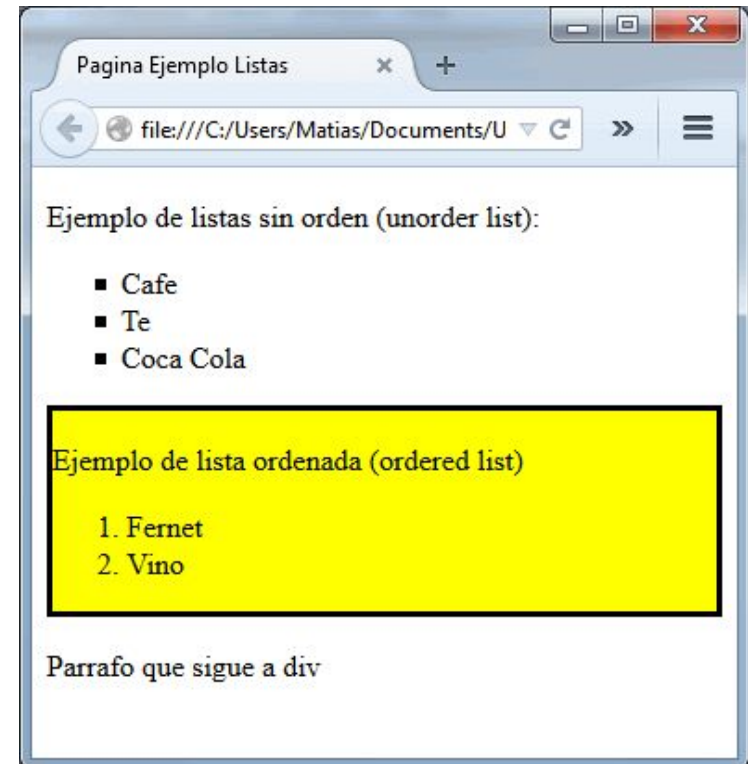 Pagina Ejemplo Listas
file:///C:/Users/Matias/Documents/U
Ejemplo de listas sin orden (unorder list):
Cafe
Te
Coca Cola
Ejemplo de lista ordenada (ordered list)
1. Fernet
2. Vino
Parrafo que sigue a div